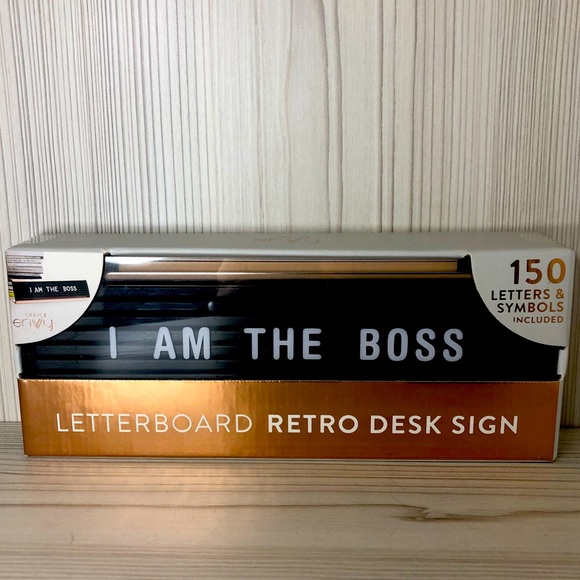 I AM THE BOSS
150
LETTERS &
SYMBOLS
INCLUDED
I AM THE BOSS
LETTERBOARD RETRO DESK SIGN